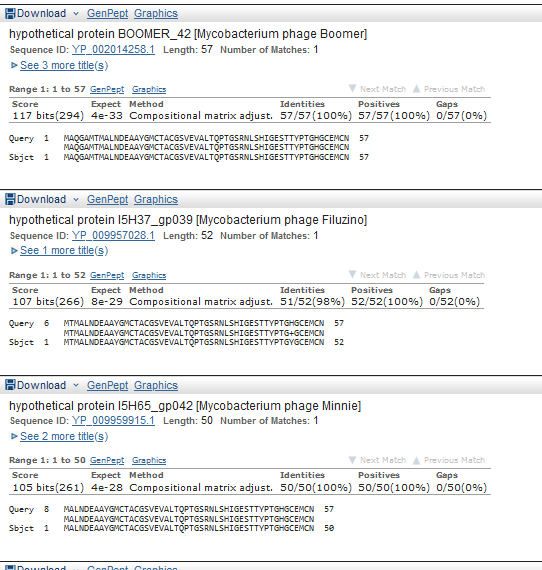 Download GenPept Graphics
hypothetical protein BOOMER_42 [Mycobacterium phage Boomer]
Sequence ID: YP_002014258.1 Length: 57 Number of Matches: 1
See 3 more title(s)
Range 1: 1 to 57 GenPept Graphics Next Match Previous Match
Score Expect Method Identities Positives Gaps
117 bits(294) 4e-33 Compositional matrix adjust. 57/57(100%) 57/57(100%) 0/57(0%)
Query 1 MAQGAMTMALNDEAAYGMCTACGSVEVALTQPTGSRNLSHIGESTTYPTGHGCEMCN 57
MAQGAMTMALNDEAAYGMCTACGSVEVALTQPTGSRNLSHIGESTTYPTGHGCEMCN
Sbjct 1 MAQGAMTMALNDEAAYGMCTACGSVEVALTQPTGSRNLSHIGESTTYPTGHGCEMCN 57
Download GenPept Graphics
hypothetical protein I5H37_gp039 [Mycobacterium phage Filuzino]
Sequence ID: YP_009957028.1 Length: 52 Number of Matches: 1
See 1 more title(s)
Range 1: 1 to 52 GenPept Graphics Next Match Previous Match
Score Expect Method Identities Positives Gaps
107 bits(266) 8e-29 Compositional matrix adjust. 51/52(98%) 52/52(100%) 0/52(0%)
Query 6 MTMALNDEAAYGMCTACGSVEVALTQPTGSRNLSHIGESTTYPTGHGCEMCN 57
MTMALNDEAAYGMCTACGSVEVALTQPTGSRNLSHIGESTTYPTG+GCEMCN
Sbjct 1 MTMALNDEAAYGMCTACGSVEVALTQPTGSRNLSHIGESTTYPTGYGCEMCN 52
Download GenPept Graphics
hypothetical protein I5H65_gp042 [Mycobacterium phage Minnie]
Sequence ID: YP_009959915.1 Length: 50 Number of Matches: 1
See 2 more title(s)
Range 1: 1 to 50 GenPept Graphics Next Match Previous Match
Score Expect Method Identities Positives Gaps
105 bits(261) 4e-28 Compositional matrix adjust. 50/50(100%) 50/50(100%) 0/50(0%)
Query 8 MALNDEAAYGMCTACGSVEVALTQPTGSRNLSHIGESTTYPTGHGCEMCN 57
MALNDEAAYGMCTACGSVEVALTQPTGSRNLSHIGESTTYPTGHGCEMCN
Sbjct 1 MALNDEAAYGMCTACGSVEVALTQPTGSRNLSHIGESTTYPTGHGCEMCN 50
Download GenPept Graphics